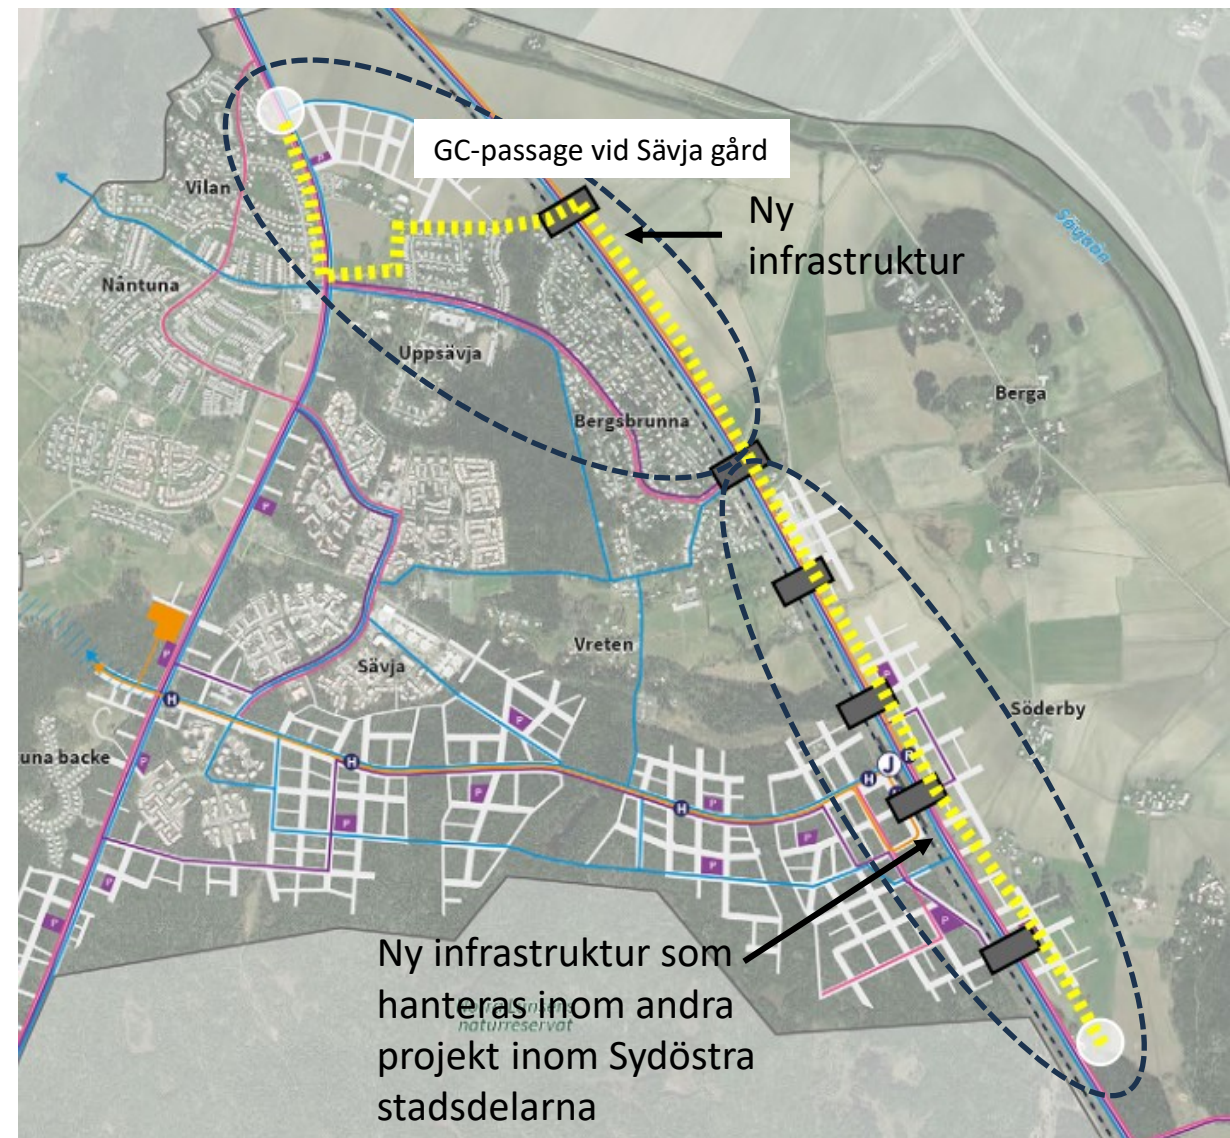 GC-passage vid Sävja gård
Ny
infrastruktur
Vilan
Sävjaån
Nåntuna
Uppsävja
Berga
Bergsbrunna
Vreten
Sävja
Söderby
una backe
P
P
P
P
P
P
P
P
P
P
P
P
P
P
H
H
H
H
J
R
Ny infrastruktur som
hanteras inom andra
projekt inom Sydöstra
stadsdelarna
naturreservat